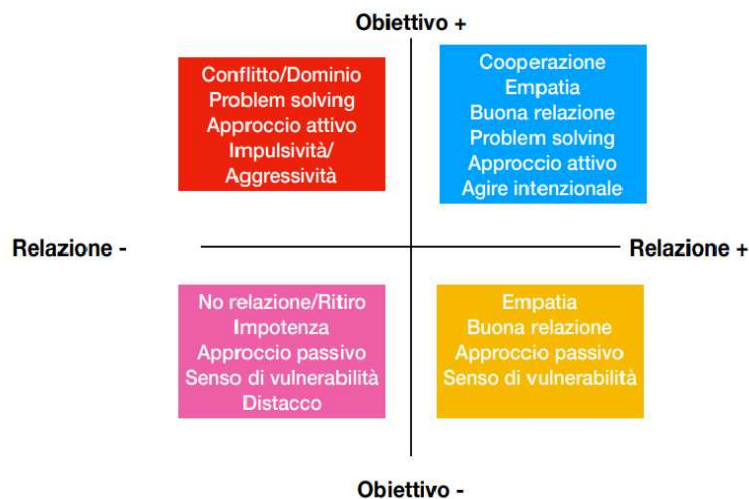 Obiettivo +
Conflitto/Dominio
Problem solving
Approccio attivo
Impulsività/
Aggressività
Cooperazione
Empatia
Buona relazione
Problem solving
Approccio attivo
Agire intenzionale
Relazione -
Relazione +
No relazione/Ritiro
Impotenza
Approccio passivo
Senso di vulnerabilità
Distacco
Empatia
Buona relazione
Approccio passivo
Senso di vulnerabilità
Obiettivo -